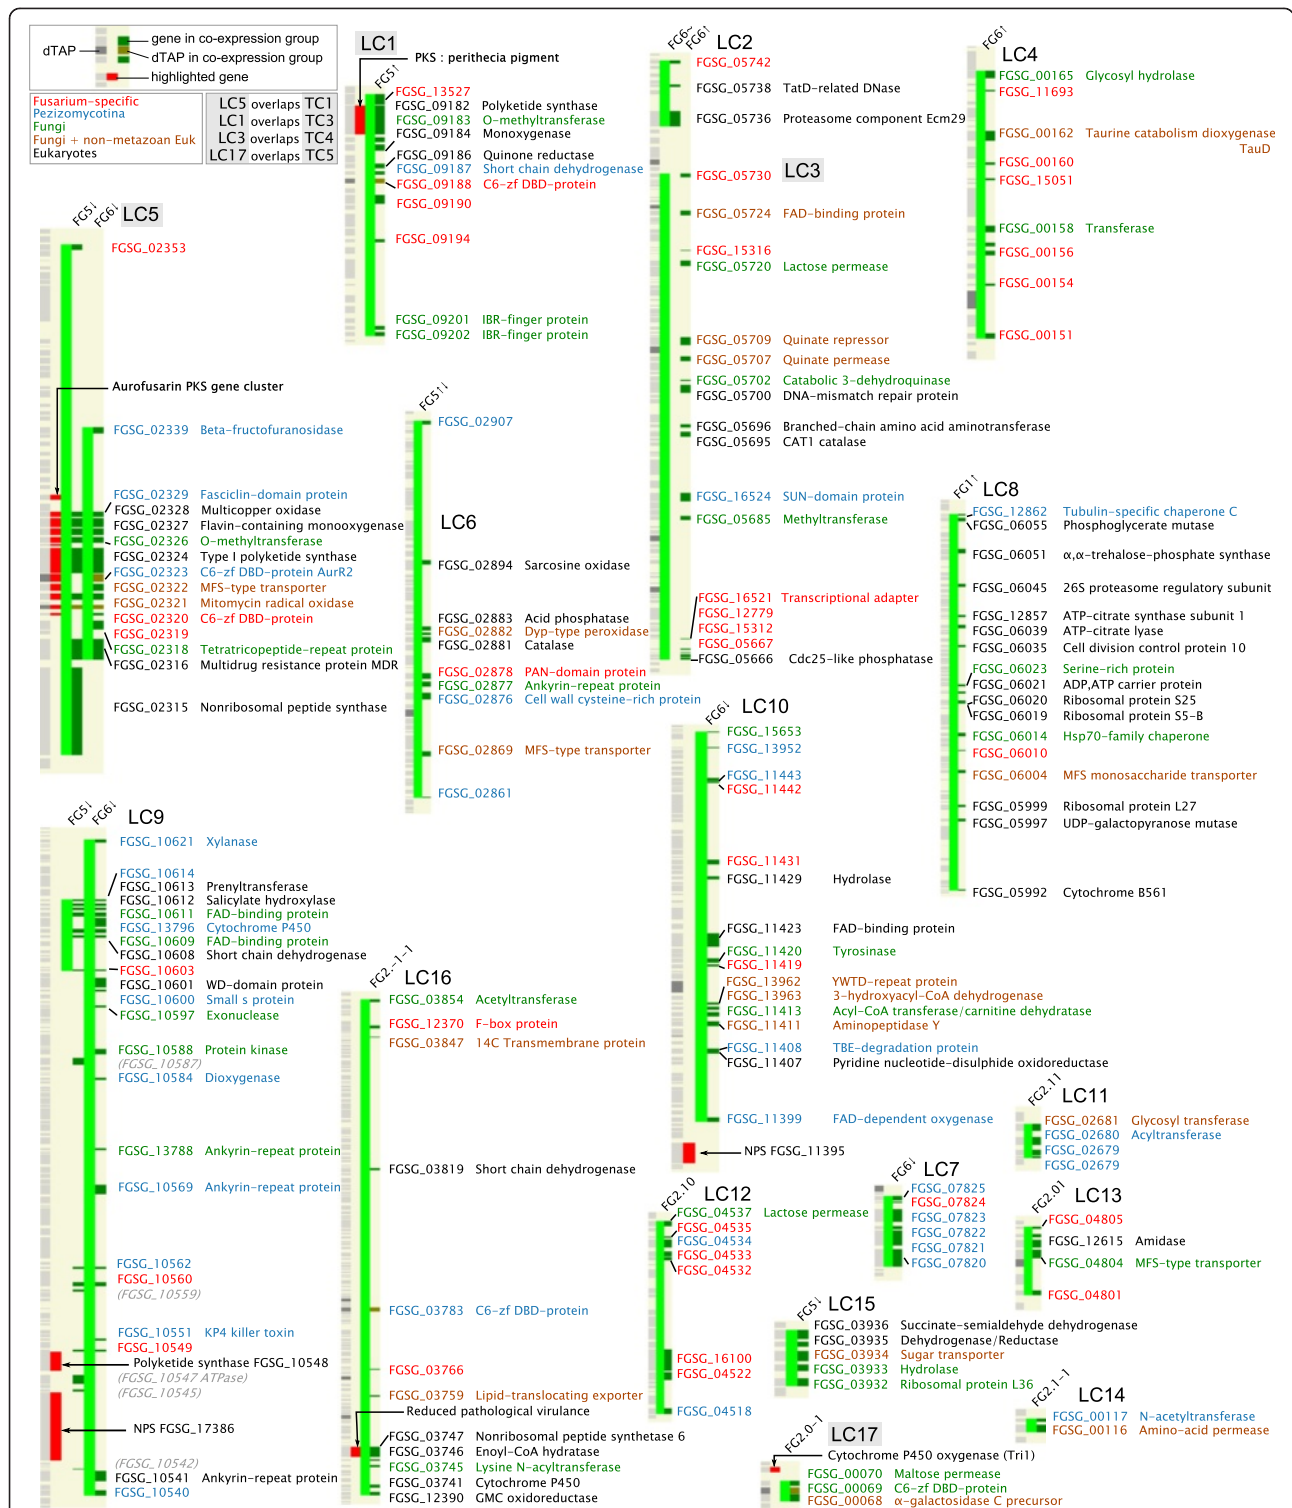 dTAP
gene in co-expression group
dTAP in co-expression group
highlighted gene
Fusarium-specific
Pezizomycotina
Fungi
Fungi + non-metazoan Euk
Eukaryotes
LC5 overlaps TC1
LC1 overlaps TC3
LC3 overlaps TC4
LC17 overlaps TC5
LC1
FG5↓
PKS : perithecia pigment
FGSG_13527
FGSG_09182 Polyketide synthase
FGSG_09183 O-methyltransferase
FGSG_09184 Monoxygenase
FGSG_09186 Quinone reductase
FGSG_09187 Short chain dehydrogenase
FGSG_09188 C6-zf DBD-protein
FGSG_09190
FGSG_09194
FGSG_09201 IBR-finger protein
FGSG_09202 IBR-finger protein
FG6~
FG6↑
LC2
FGSG_05742
FGSG_05738 TatD-related DNase
FGSG_05736 Proteasome component Ecm29
LC3
FGSG_05730
FGSG_05724 FAD-binding protein
FGSG_15316
FGSG_05720 Lactose permease
FGSG_05709 Quinate repressor
FGSG_05707 Quinate permease
FGSG_05702 Catabolic 3-dehydroquinase
FGSG_05700 DNA-mismatch repair protein
FGSG_05696 Branched-chain amino acid aminotransferase
FGSG_05695 CAT1 catalase
FGSG_16524 SUN-domain protein
FGSG_05685 Methyltransferase
FGSG_16521 Transcriptional adapter
FGSG_12779
FGSG_15312
FGSG_05667
FGSG_05666 Cdc25-like phosphatase
FG6↑
LC4
FGSG_00165 Glycosyl hydrolase
FGSG_11693
FGSG_00162 Taurine catabolism dioxygenase
TauD
FGSG_00160
FGSG_15051
FGSG_00158 Transferase
FGSG_00156
FGSG_00154
FGSG_00151
FG5↓
FG6↓
LC5
FGSG_02353
Aurofusarin PKS gene cluster
FGSG_02339 Beta-fructofuranosidase
FGSG_02329 Fasciclin-domain protein
FGSG_02328 Multicopper oxidase
FGSG_02327 Flavin-containing monooxygenase
FGSG_02326 O-methyltransferase
FGSG_02324 Type I polyketide synthase
FGSG_02323 C6-zf DBD-protein AurR2
FGSG_02322 MFS-type transporter
FGSG_02321 Mitomycin radical oxidase
FGSG_02320 C6-zf DBD-protein
FGSG_02319
FGSG_02318 Tetratricopeptide-repeat protein
FGSG_02316 Multidrug resistance protein MDR
FGSG_02315 Nonribosomal peptide synthase
FG5↑↓
LC6
FGSG_02907
FGSG_02894 Sarcosine oxidase
FGSG_02883 Acid phosphatase
FGSG_02882 Dyp-type peroxidase
FGSG_02881 Catalase
FGSG_02878 PAN-domain protein
FGSG_02877 Ankyrin-repeat protein
FGSG_02876 Cell wall cysteine-rich protein
FGSG_02869 MFS-type transporter
FGSG_02861
FG1↑
LC8
FGSG_12862 Tubulin-specific chaperone C
FGSG_06055 Phosphoglycerate mutase
FGSG_06051 α,α-trehalose-phosphate synthase
FGSG_06045 26S proteasome regulatory subunit
FGSG_12857 ATP-citrate synthase subunit 1
FGSG_06039 ATP-citrate lyase
FGSG_06035 Cell division control protein 10
FGSG_06023 Serine-rich protein
FGSG_06021 ADP,ATP carrier protein
FGSG_06020 Ribosomal protein S25
FGSG_06019 Ribosomal protein S5-B
FGSG_06014 Hsp70-family chaperone
FGSG_06010
FGSG_06004 MFS monosaccharide transporter
FGSG_05999 Ribosomal protein L27
FGSG_05997 UDP-galactopyranose mutase
FGSG_05992 Cytochrome B561
FG6↓
LC10
FGSG_15653
FGSG_13952
FGSG_11443
FGSG_11442
FGSG_11431
FGSG_11429 Hydrolase
FGSG_11423 FAD-binding protein
FGSG_11420 Tyrosinase
FGSG_11419
FGSG_13962 YWTD-repeat protein
FGSG_13963 3-hydroxyacyl-CoA dehydrogenase
FGSG_11413 Acyl-CoA transferase/carnitine dehydratase
FGSG_11411 Aminopeptidase Y
FGSG_11408 TBE-degradation protein
FGSG_11407 Pyridine nucleotide-disulphide oxidoreductase
FGSG_11399 FAD-dependent oxygenase
NPS FGSG_11395
FG5↓
FG6↓
LC9
FGSG_10621 Xylanase
FGSG_10614
FGSG_10613 Prenyltransferase
FGSG_10612 Salicylate hydroxylase
FGSG_10611 FAD-binding protein
FGSG_13796 Cytochrome P450
FGSG_10609 FAD-binding protein
FGSG_10608 Short chain dehydrogenase
FGSG_10603
FGSG_10601 WD-domain protein
FGSG_10600 Small s protein
FGSG_10597 Exonuclease
FGSG_10588 Protein kinase
(FGSG_10587)
FGSG_10584 Dioxygenase
FGSG_13788 Ankyrin-repeat protein
FGSG_10569 Ankyrin-repeat protein
FGSG_10562
FGSG_10560
(FGSG_10559)
FGSG_10551 KP4 killer toxin
FGSG_10549
Polyketide synthase FGSG_10548
(FGSG_10547 ATPase)
(FGSG_10545)
NPS FGSG_17386
(FGSG_10542)
FGSG_10541 Ankyrin-repeat protein
FGSG_10540
FG2.-1-1
LC16
FGSG_03854 Acetyltransferase
FGSG_12370 F-box protein
FGSG_03847 14C Transmembrane protein
FGSG_03819 Short chain dehydrogenase
FGSG_03783 C6-zf DBD-protein
FGSG_03766
FGSG_03759 Lipid-translocating exporter
Reduced pathological virulance
FGSG_03747 Nonribosomal peptide synthetase 6
FGSG_03746 Enoyl-CoA hydratase
FGSG_03745 Lysine N-acyltransferase
FGSG_03741 Cytochrome P450
FGSG_12390 GMC oxidoreductase
FG2.11
LC11
FGSG_02681 Glycosyl transferase
FGSG_02680 Acyltransferase
FGSG_02679
FGSG_02679
FG2.10
LC12
FGSG_04537 Lactose permease
FGSG_04535
FGSG_04534
FGSG_04533
FGSG_04532
FGSG_16100
FGSG_04522
FGSG_04518
FG6↓
LC7
FGSG_07825
FGSG_07824
FGSG_07823
FGSG_07822
FGSG_07821
FGSG_07820
FG2.01
LC13
FGSG_04805
FGSG_12615 Amidase
FGSG_04804 MFS-type transporter
FGSG_04801
FG5↓
LC15
FGSG_03936 Succinate-semialdehyde dehydrogenase
FGSG_03935 Dehydrogenase/Reductase
FGSG_03934 Sugar transporter
FGSG_03933 Hydrolase
FGSG_03932 Ribosomal protein L36
FG2.1-1
LC14
FGSG_00117 N-acetyltransferase
FGSG_00116 Amino-acid permease
FG2.0-1
LC17
Cytochrome P450 oxygenase (Tri1)
FGSG_00070 Maltose permease
FGSG_00069 C6-zf DBD-protein
FGSG_00068 α-galactosidase C precursor